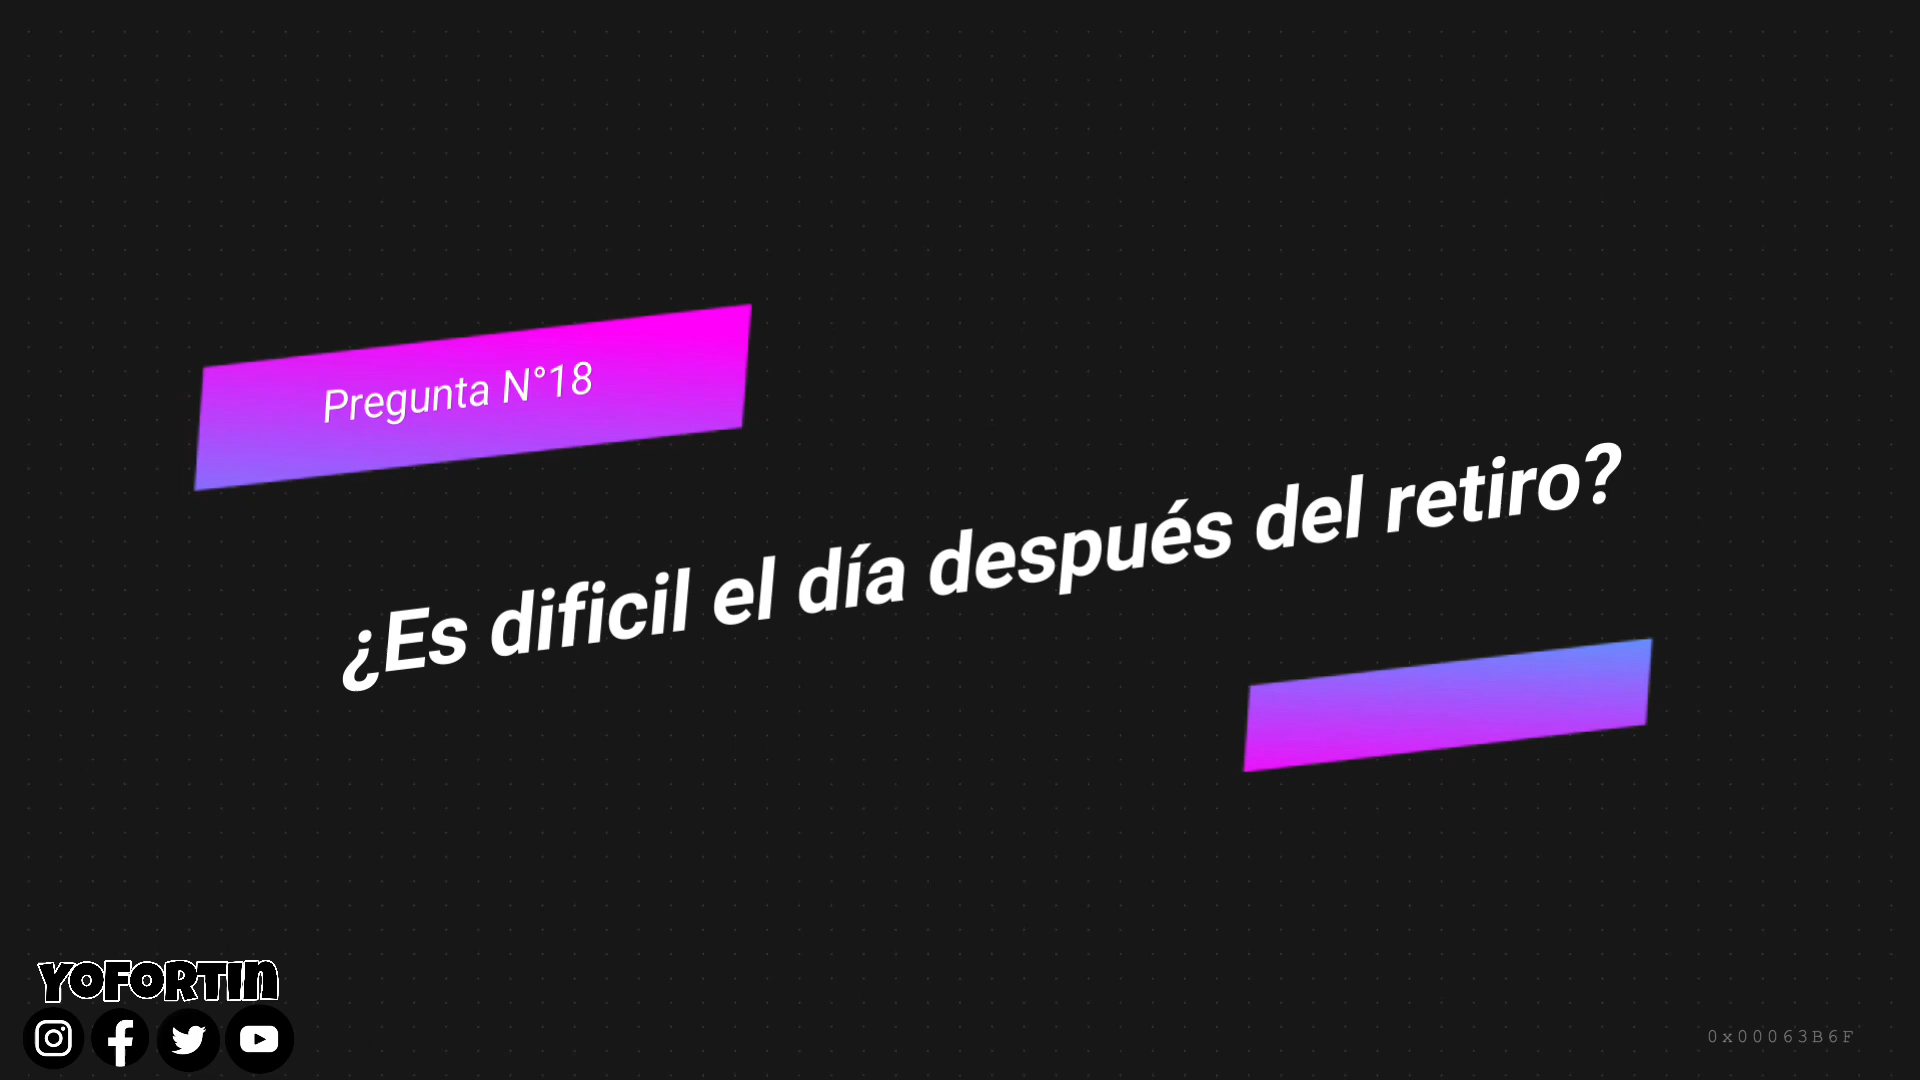 Pregunta N°18
¿Es dificil el día después del retiro?
YOFORTIN
0x00063B6F